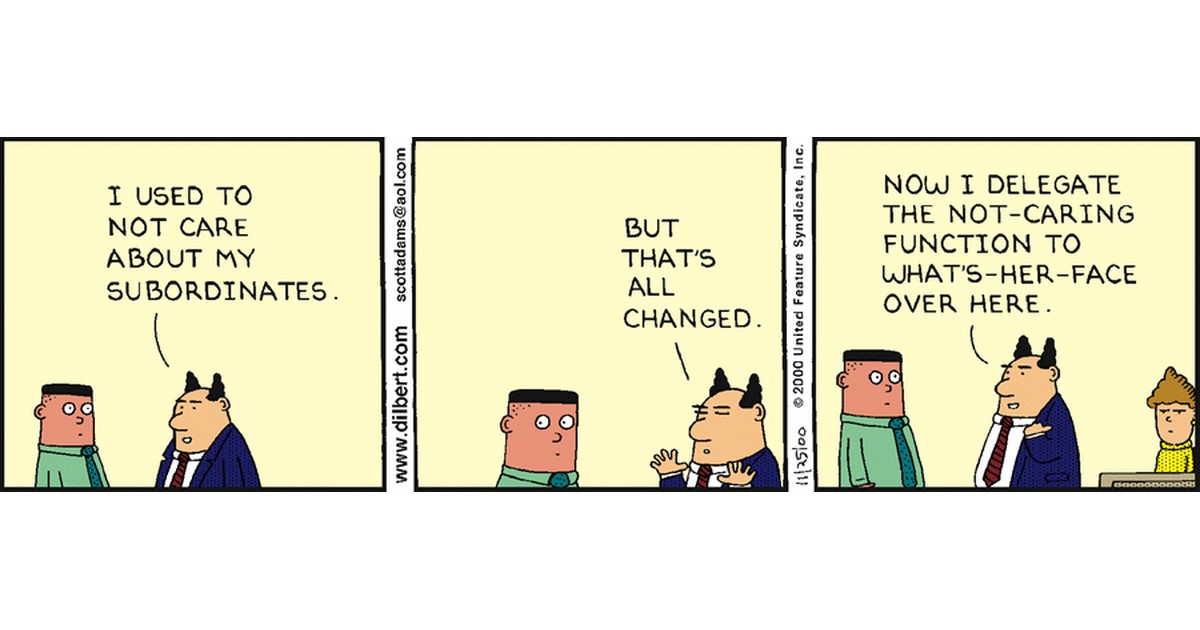 I USED TO
NOT CARE
ABOUT MY
SUBORDINATES.
www.dilbert.com scottadams@aol.com
BUT
THAT'S
ALL
CHANGED.
11/25/00 © 2000 United Feature Syndicate, Inc.
NOW I DELEGATE
THE NOT-CARING
FUNCTION TO
WHAT'S-HER-FACE
OVER HERE.